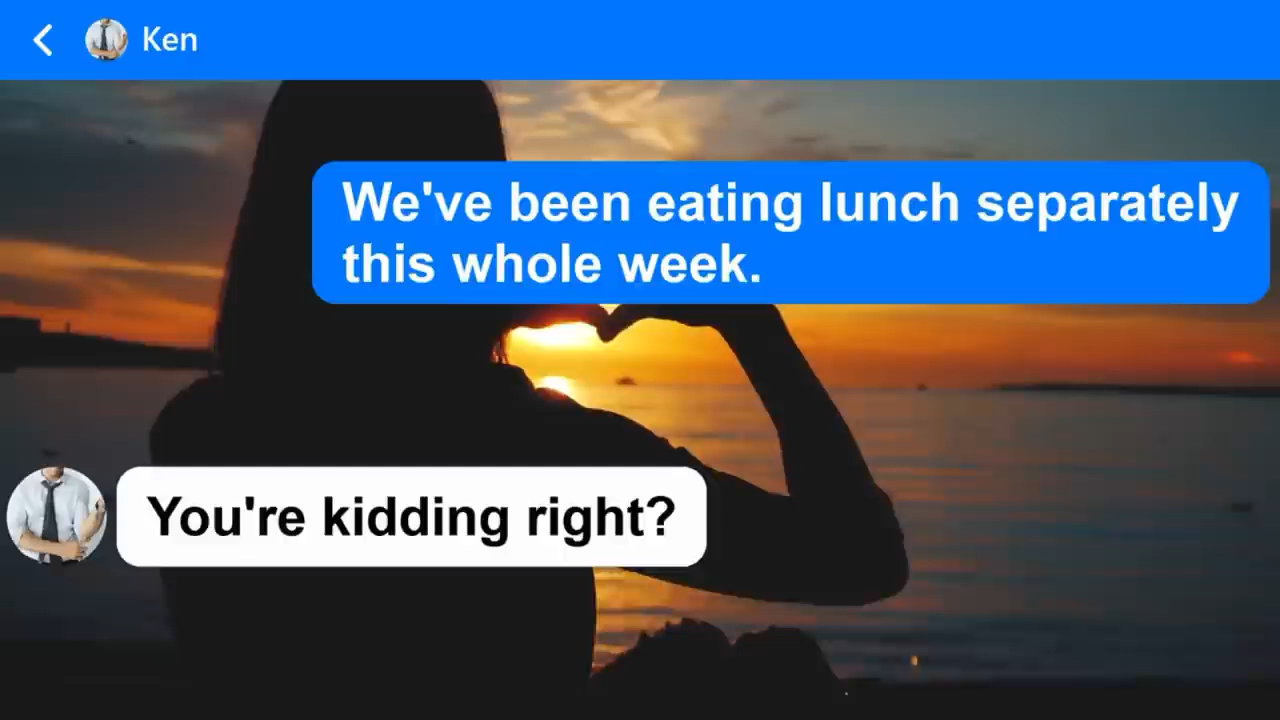 Ken
We've been eating lunch separately
this whole week.
You're kidding right?